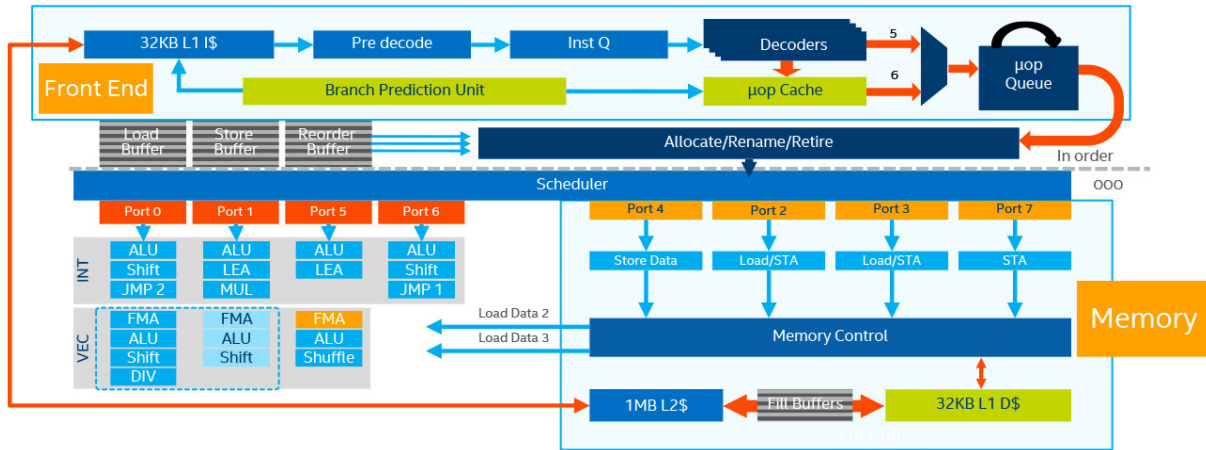 32KB L1 I$
Pre decode
Inst Q
Decoders
5
6
μop
Queue
Front End
Branch Prediction Unit
μop Cache
Load
Buffer
Store
Buffer
Reorder
Buffer
Allocate/Rename/Retire
In order
Scheduler
OOO
Port 0
Port 1
Port 5
Port 6
Port 4
Port 2
Port 3
Port 7
INT
ALU
Shift
JMP 2
ALU
LEA
MUL
ALU
LEA
ALU
Shift
JMP 1
Store Data
Load/STA
Load/STA
STA
VEC
FMA
ALU
Shift
DIV
FMA
ALU
Shift
FMA
ALU
Shuffle
Load Data 2
Load Data 3
Memory Control
Memory
1MB L2$
Fill Buffers
32KB L1 D$
Fill Buffers